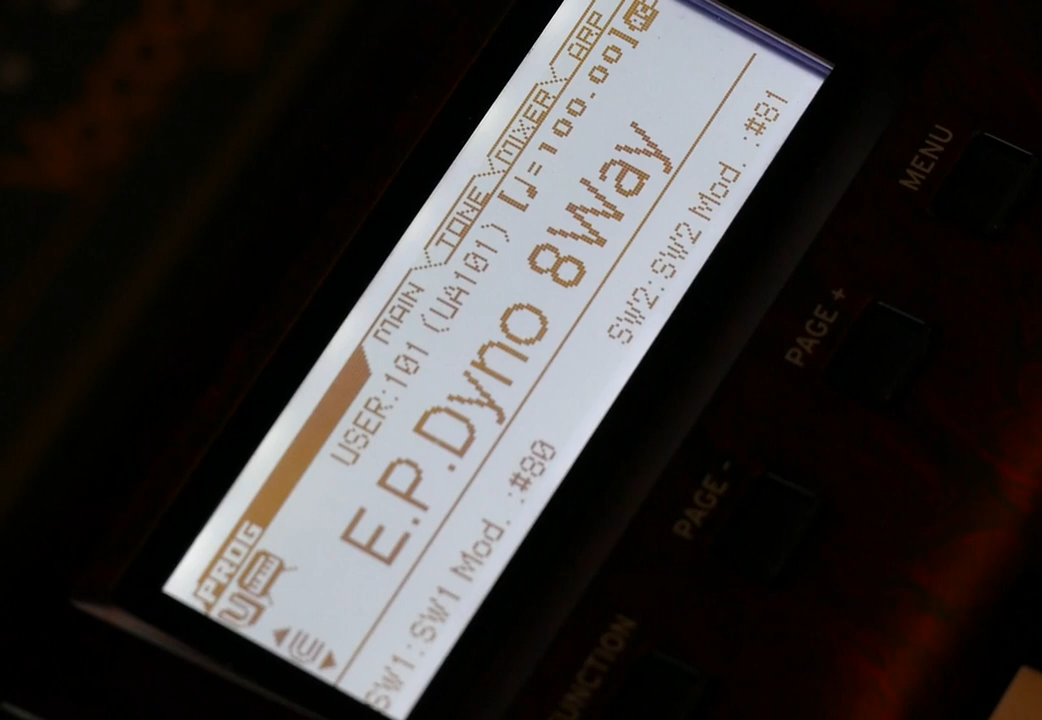 PROG MAIN TONE MIXER ARP
U USER:101 (UA101) [♩=100.00]
U E.P.Dyno 8Way
SW1:SW1 Mod. :#80 SW2:SW2 Mod. :#81
MENU
PAGE +
PAGE-
FUNCTION